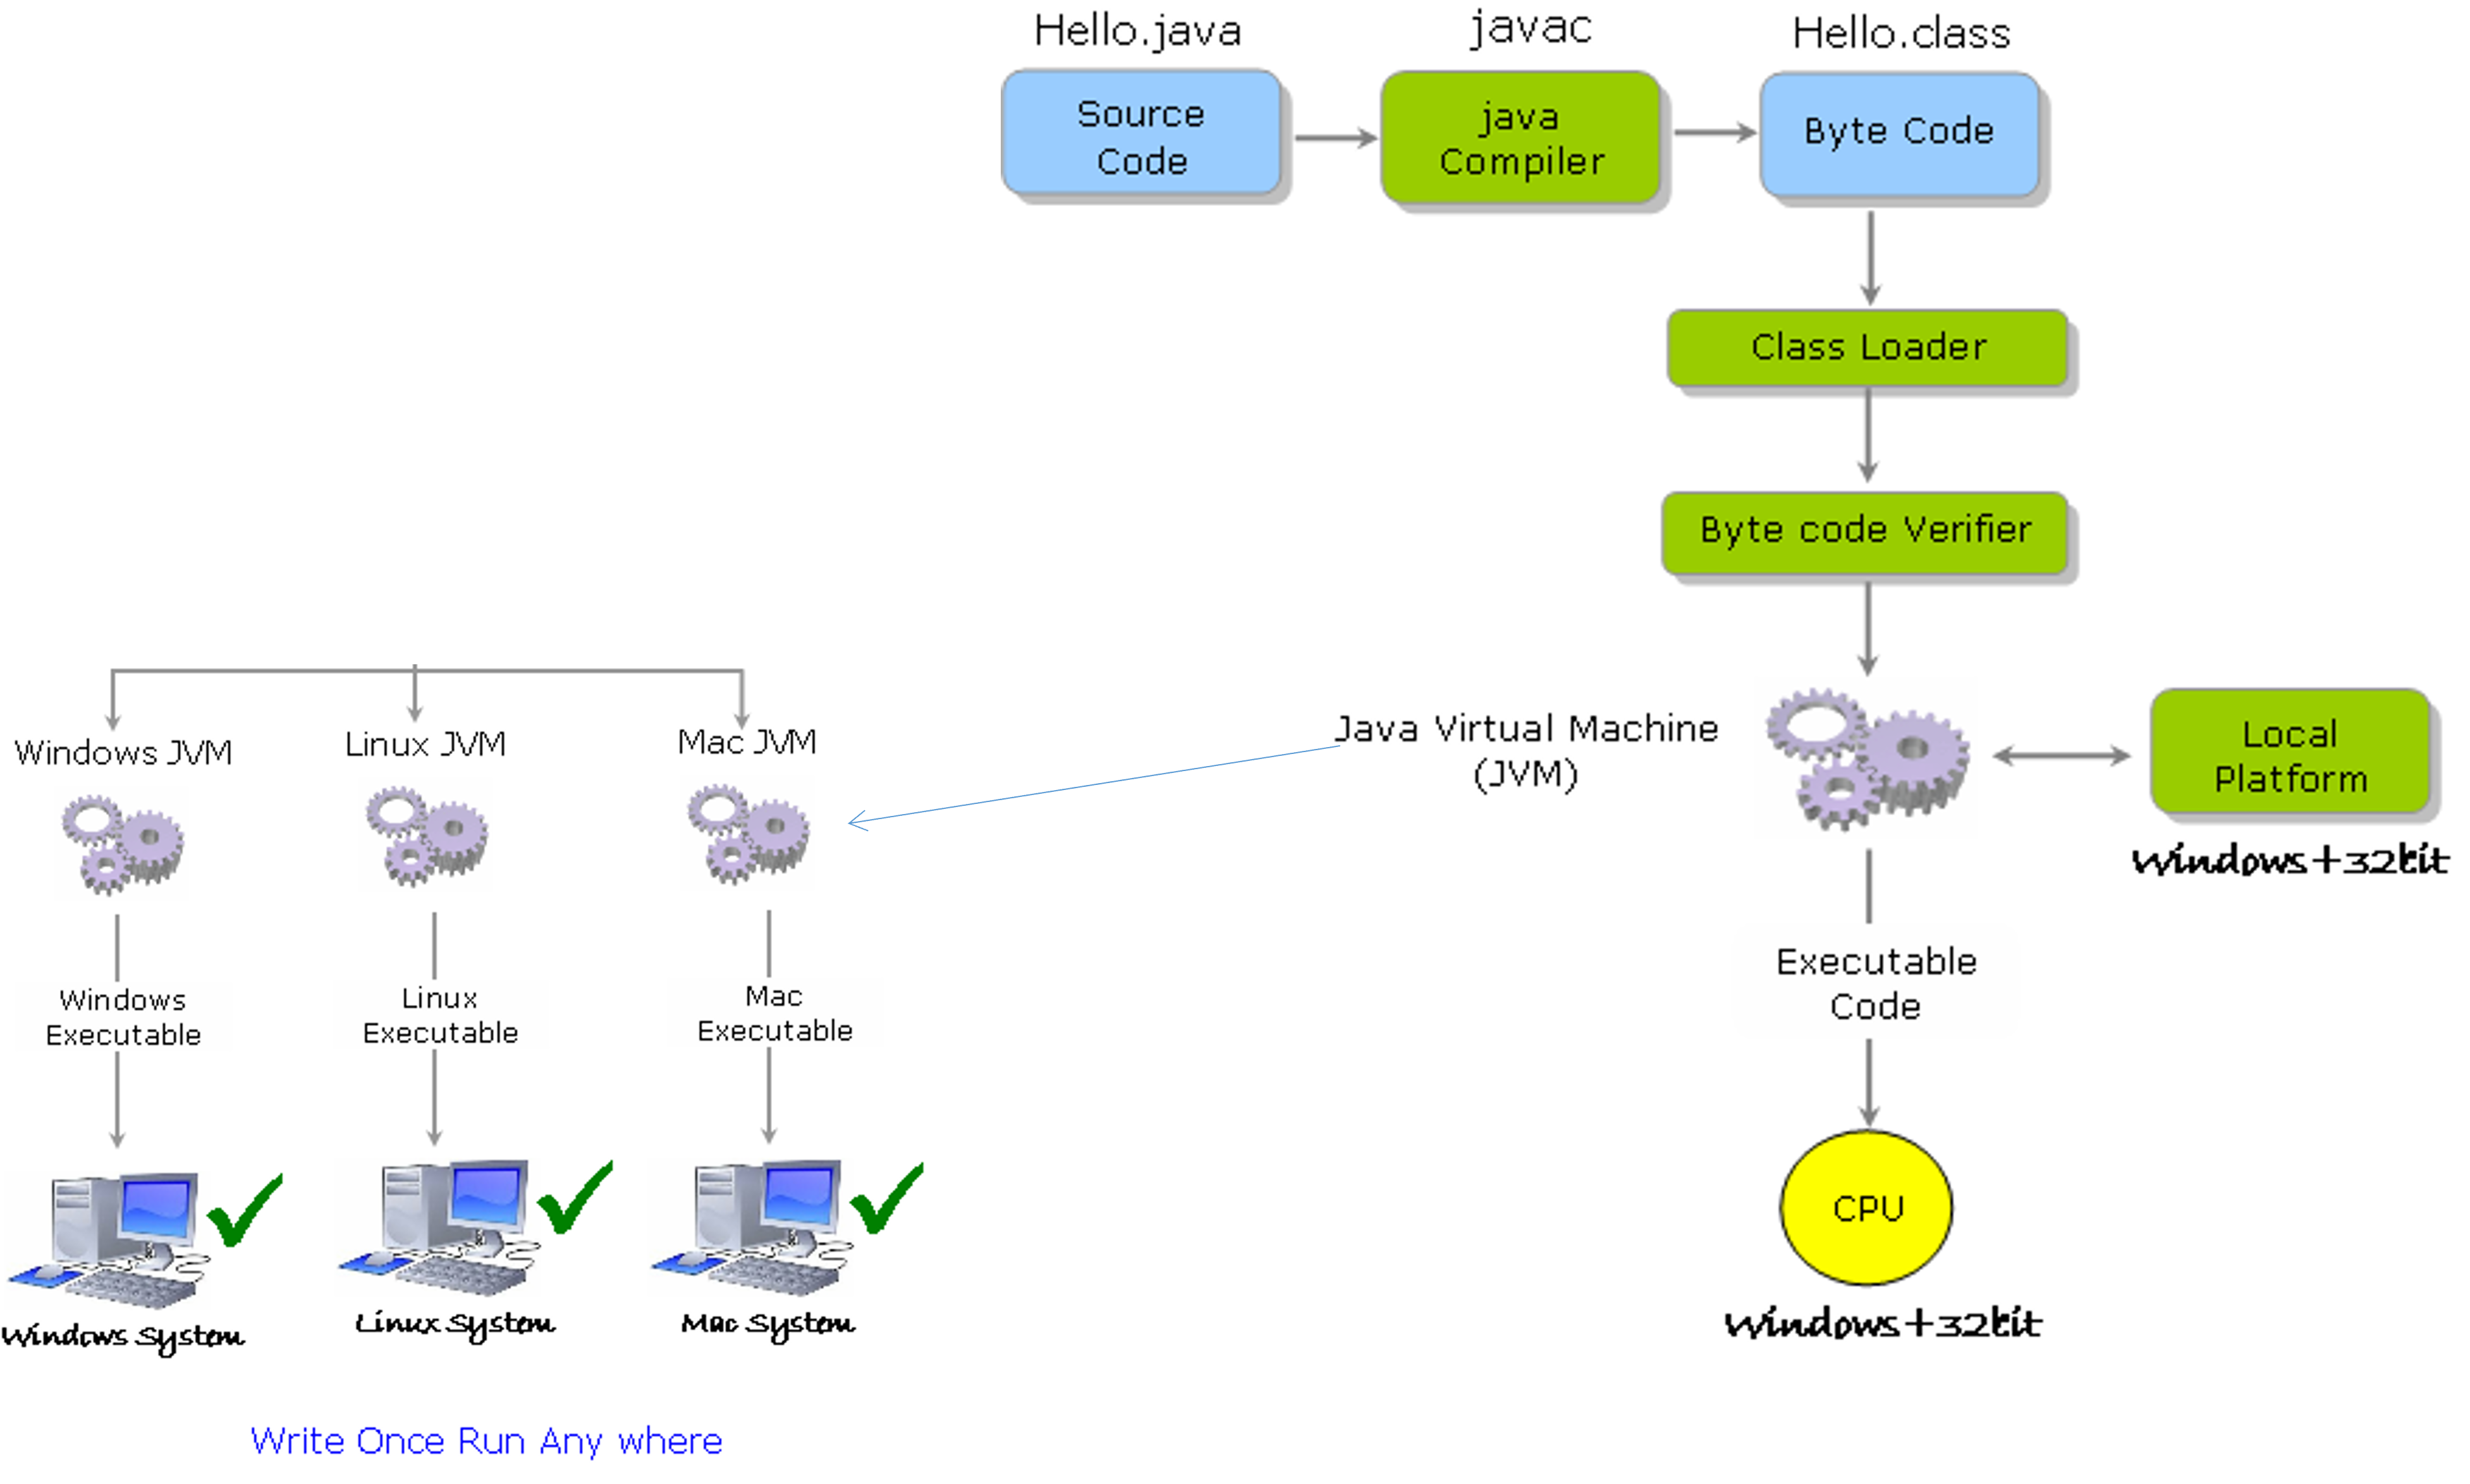 Hello.java
javac
Hello.class
Source
Code
java
Compiler
Byte Code
Class Loader
Byte code Verifier
Java Virtual Machine
(JVM)
Local
Platform
Windows+32bit
Executable
Code
CPU
Windows+32bit
Windows JVM
Linux JVM
Mac JVM
Windows
Executable
Linux
Executable
Mac
Executable
Windows System
Linux System
Mac System
Write Once Run Any where